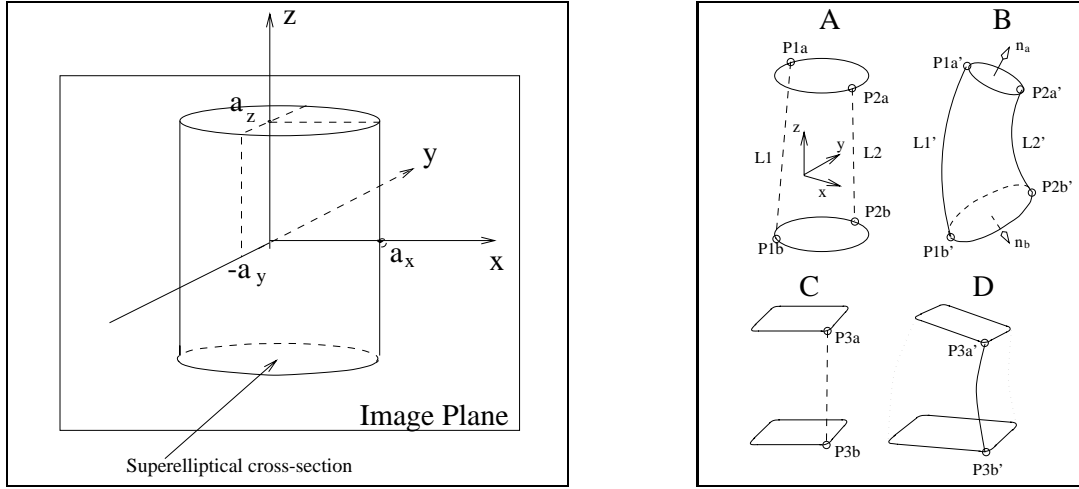 z
a z
y
-a y
a x
x
Image Plane
Superelliptical cross-section
A
B
P1a
P2a
z
y
x
L1
L2
P1b
P2b
n a
P1a’
P2a’
L1’
L2’
P2b’
P1b’
n b
C
D
P3a
P3b
P3a’
P3b’